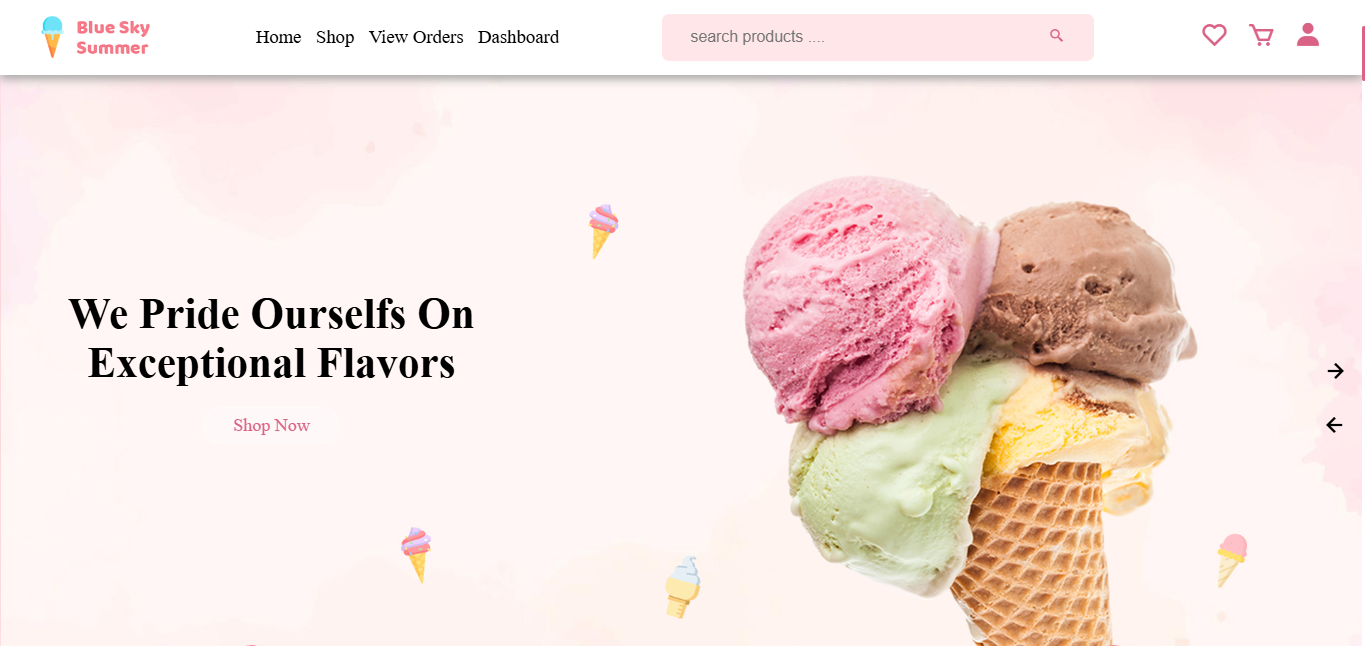 Blue Sky
Summer
Home Shop View Orders Dashboard
search products ....
We Pride Ourselfs On
Exceptional Flavors
Shop Now